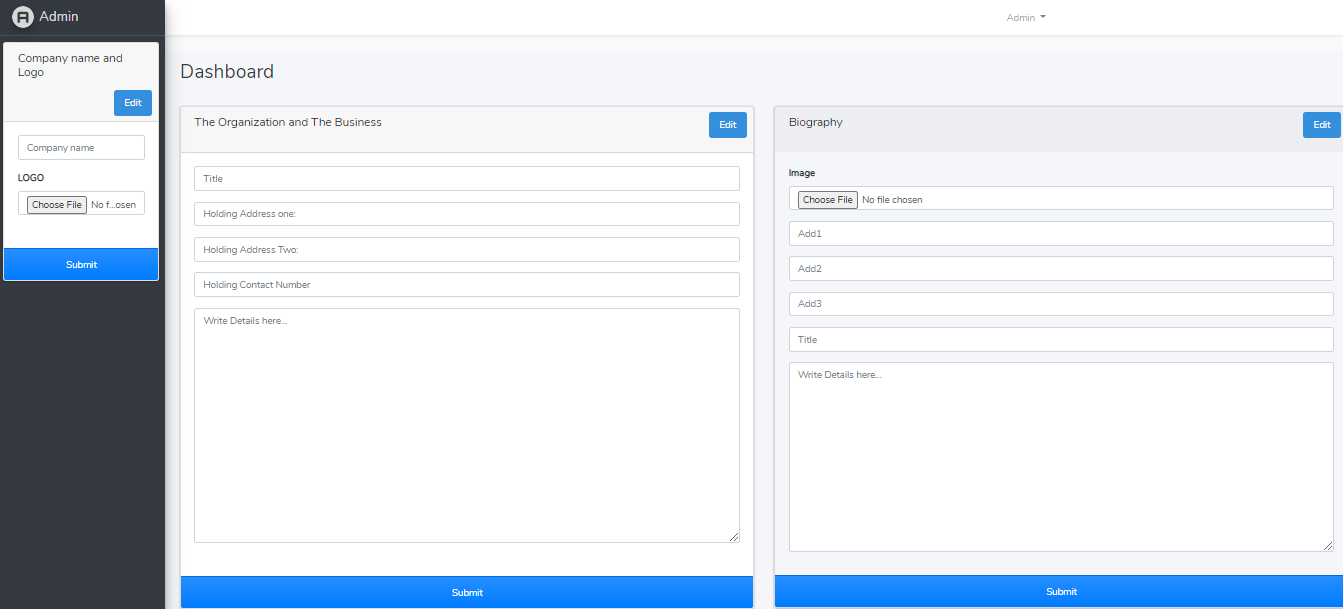 Admin
Admin
Company name and
Logo
Edit
Company name
LOGO
Choose File No f...osen
Submit
Dashboard
The Organization and The Business
Edit
Title
Holding Address one:
Holding Address Two:
Holding Contact Number
Write Details here...
Submit
Biography
Edit
Image
Choose File No file chosen
Add1
Add2
Add3
Title
Write Details here...
Submit